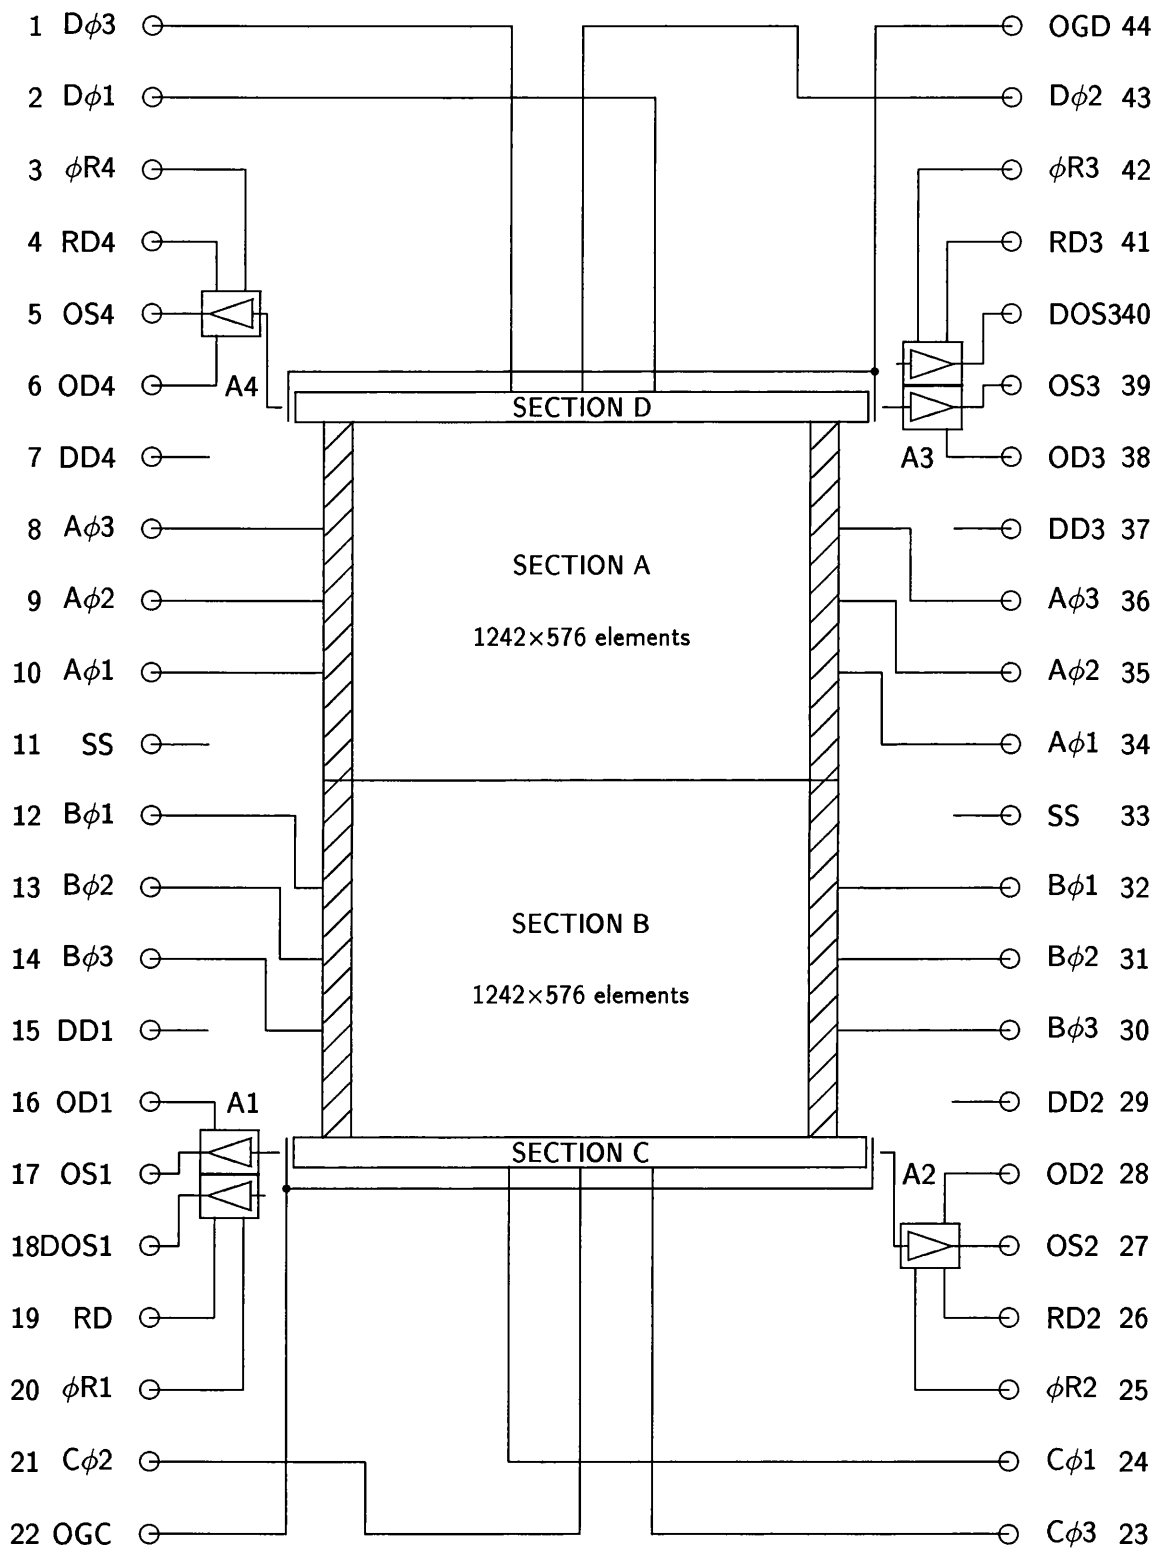 1 Dϕ3 OGD 44
2 Dϕ1 Dϕ2 43
3 ϕR4 ϕR3 42
4 RD4 RD3 41
5 OS4 DOS340
6 OD4 A4 OS3 39
SECTION D
7 DD4 A3 OD3 38
8 Aϕ3 DD3 37
SECTION A
9 Aϕ2 Aϕ3 36
1242×576 elements
10 Aϕ1 Aϕ2 35
11 SS Aϕ1 34
12 Bϕ1 SS 33
13 Bϕ2 Bϕ1 32
SECTION B
14 Bϕ3 Bϕ2 31
1242×576 elements
15 DD1 Bϕ3 30
16 OD1 A1 DD2 29
SECTION C
17 OS1 A2 OD2 28
18DOS1 OS2 27
19 RD RD2 26
20 ϕR1 ϕR2 25
21 Cϕ2 Cϕ1 24
22 OGC Cϕ3 23